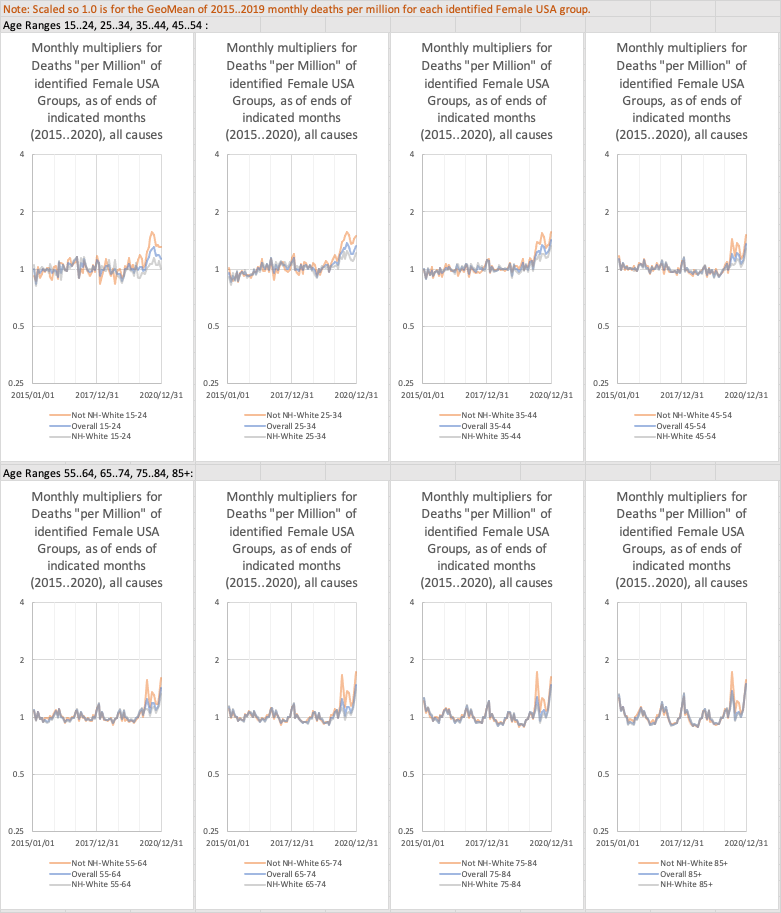 Note: Scaled so 1.0 is for the GeoMean of 2015..2019 monthly deaths per million for each identified Female USA group.
Age Ranges 15..24, 25..34, 35..44, 45..54 :
Monthly multipliers for
Deaths "per Million" of
identified Female USA
Groups, as of ends of
indicated months
(2015..2020), all causes
4
2
1
0.5
0.25
2015/01/01 2017/12/31 2020/12/31
Not NH-White 15-24
Overall 15-24
NH-White 15-24
Monthly multipliers for
Deaths "per Million" of
identified Female USA
Groups, as of ends of
indicated months
(2015..2020), all causes
4
2
1
0.5
0.25
2015/01/01 2017/12/31 2020/12/31
Not NH-White 25-34
Overall 25-34
NH-White 25-34
Monthly multipliers for
Deaths "per Million" of
identified Female USA
Groups, as of ends of
indicated months
(2015..2020), all causes
4
2
1
0.5
0.25
2015/01/01 2017/12/31 2020/12/31
Not NH-White 35-44
Overall 35-44
NH-White 35-44
Monthly multipliers for
Deaths "per Million" of
identified Female USA
Groups, as of ends of
indicated months
(2015..2020), all causes
4
2
1
0.5
0.25
2015/01/01 2017/12/31 2020/12/31
Not NH-White 45-54
Overall 45-54
NH-White 45-54
Age Ranges 55..64, 65..74, 75..84, 85+:
Monthly multipliers for
Deaths "per Million" of
identified Female USA
Groups, as of ends of
indicated months
(2015..2020), all causes
4
2
1
0.5
0.25
2015/01/01 2017/12/31 2020/12/31
Not NH-White 55-64
Overall 55-64
NH-White 55-64
Monthly multipliers for
Deaths "per Million" of
identified Female USA
Groups, as of ends of
indicated months
(2015..2020), all causes
4
2
1
0.5
0.25
2015/01/01 2017/12/31 2020/12/31
Not NH-White 65-74
Overall 65-74
NH-White 65-74
Monthly multipliers for
Deaths "per Million" of
identified Female USA
Groups, as of ends of
indicated months
(2015..2020), all causes
4
2
1
0.5
0.25
2015/01/01 2017/12/31 2020/12/31
Not NH-White 75-84
Overall 75-84
NH-White 75-84
Monthly multipliers for
Deaths "per Million" of
identified Female USA
Groups, as of ends of
indicated months
(2015..2020), all causes
4
2
1
0.5
0.25
2015/01/01 2017/12/31 2020/12/31
Not NH-White 85+
Overall 85+
NH-White 85+